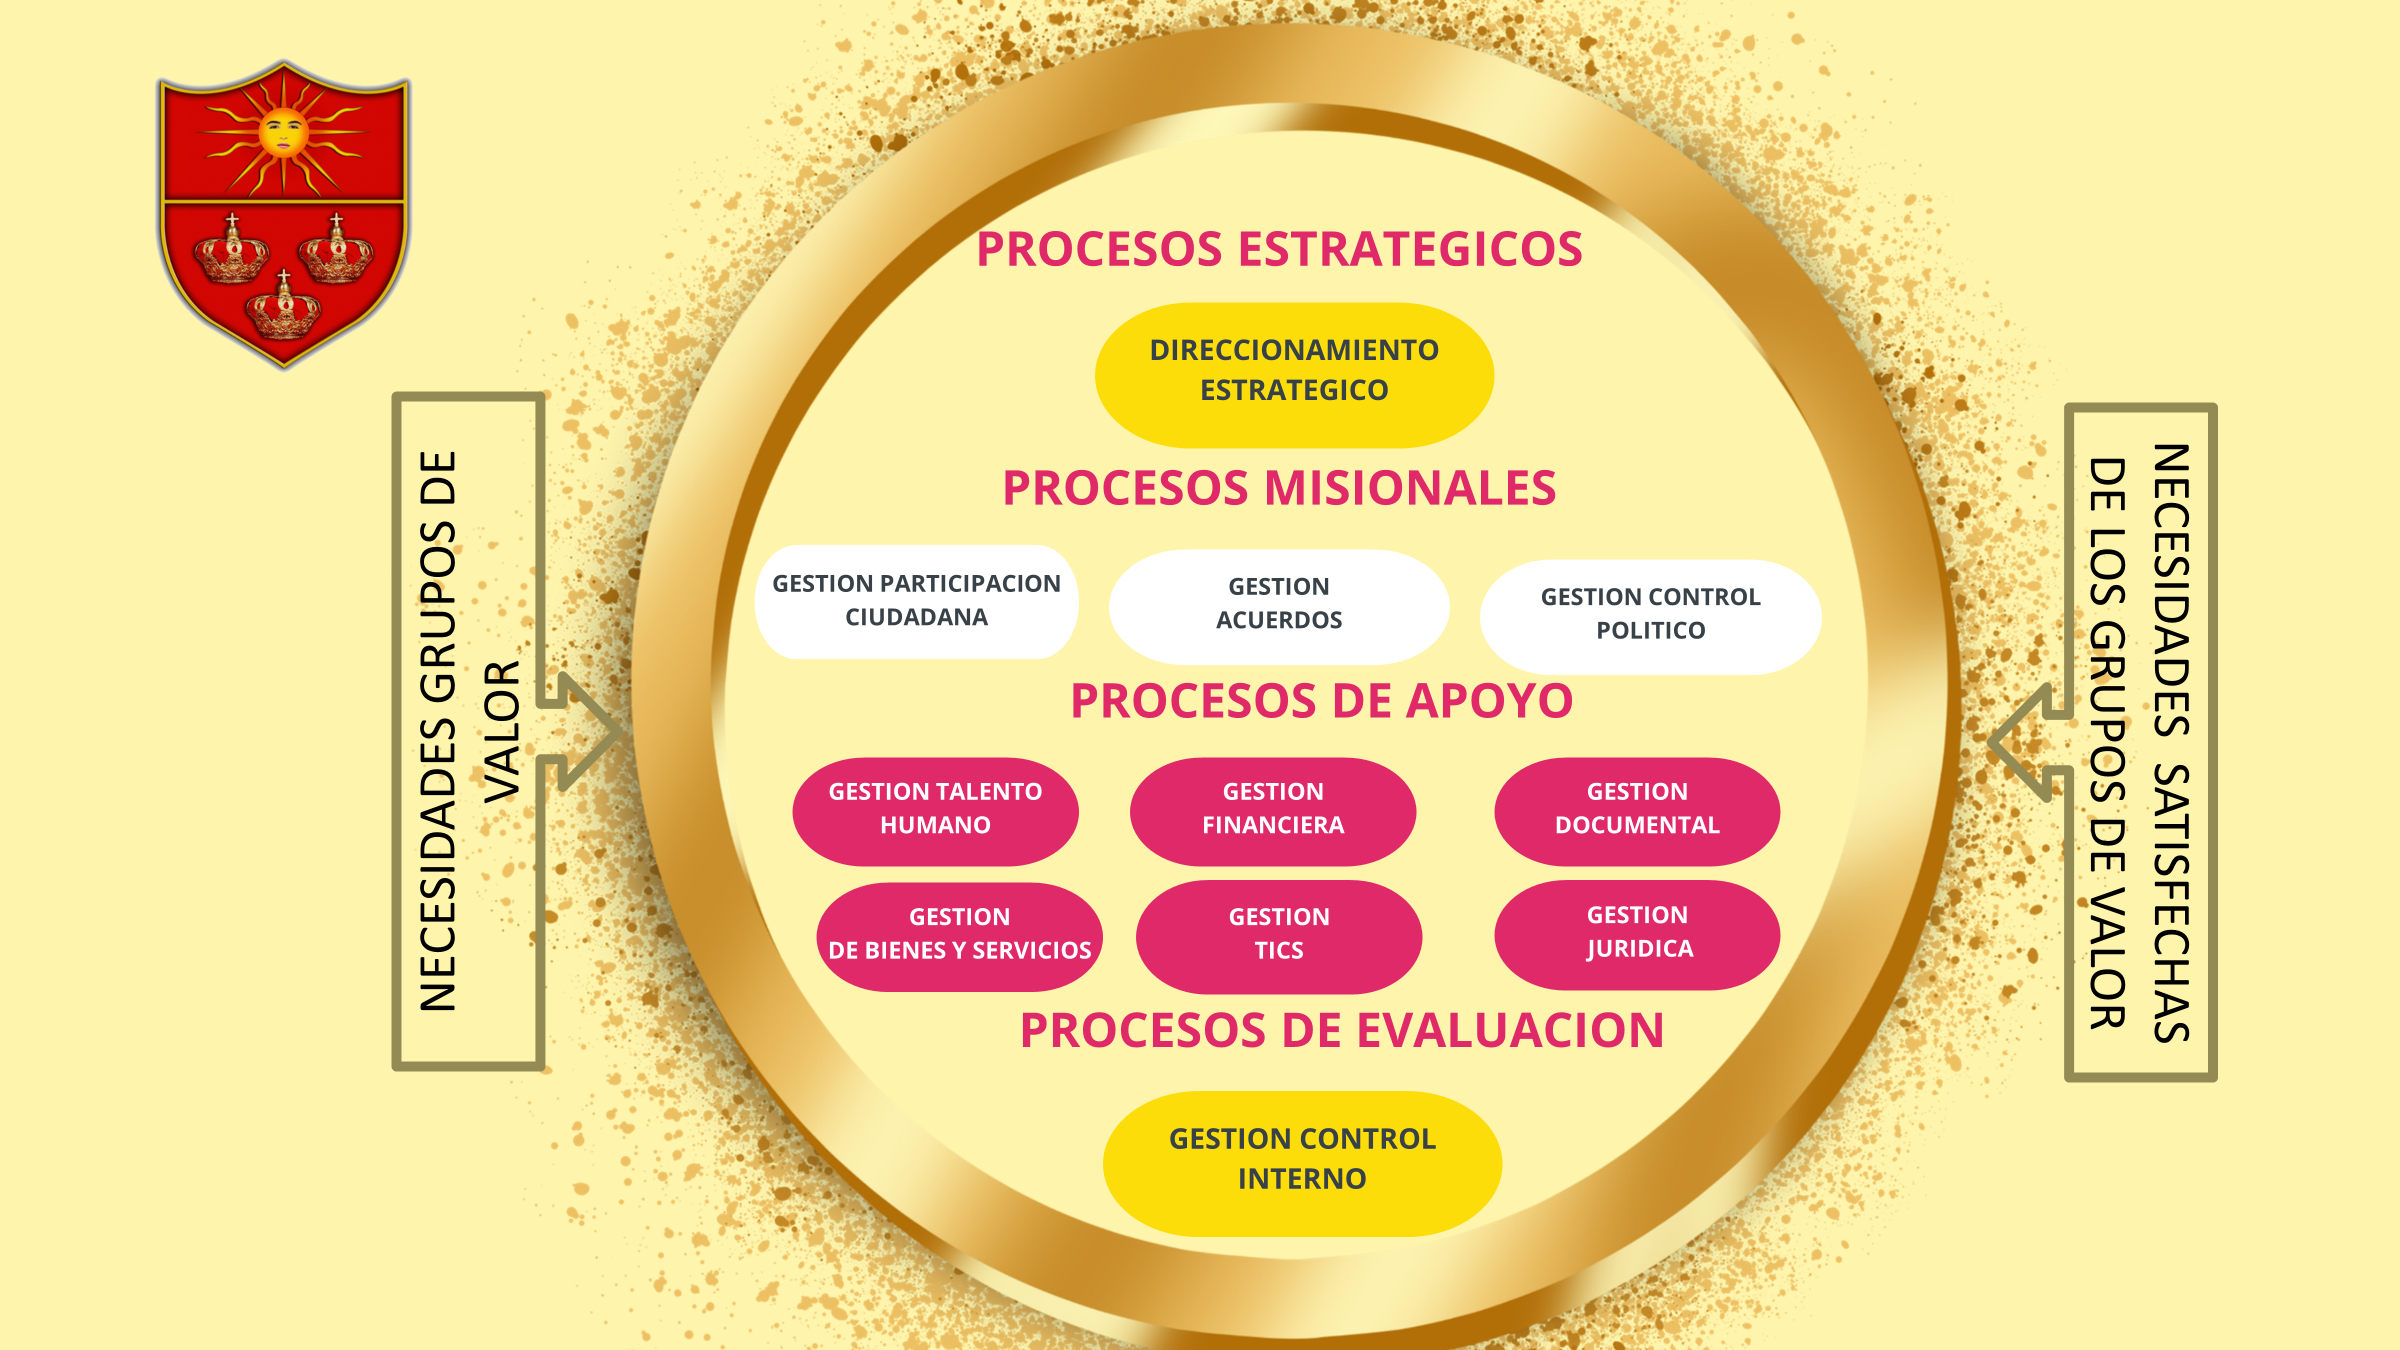 NECESIDADES GRUPOS DE
VALOR
PROCESOS ESTRATEGICOS
DIRECCIONAMIENTO
ESTRATEGICO
PROCESOS MISIONALES
GESTION PARTICIPACION
CIUDADANA
GESTION
ACUERDOS
GESTION CONTROL
POLITICO
PROCESOS DE APOYO
GESTION TALENTO
HUMANO
GESTION
FINANCIERA
GESTION
DOCUMENTAL
GESTION
DE BIENES Y SERVICIOS
GESTION
TICS
GESTION
JURIDICA
PROCESOS DE EVALUACION
GESTION CONTROL
INTERNO
NECESIDADES SATISFECHAS
DE LOS GRUPOS DE VALOR